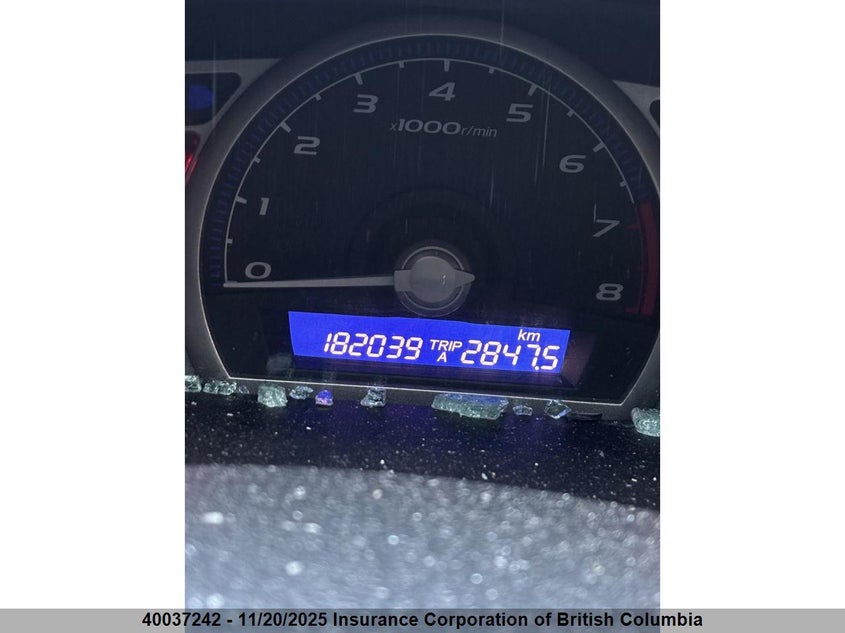 4
3 5
x1000r/min
2 6
1 7
0 8
km
182039 TRIP A 2847.5
40037242 - 11/20/2025 Insurance Corporation of British Columbia